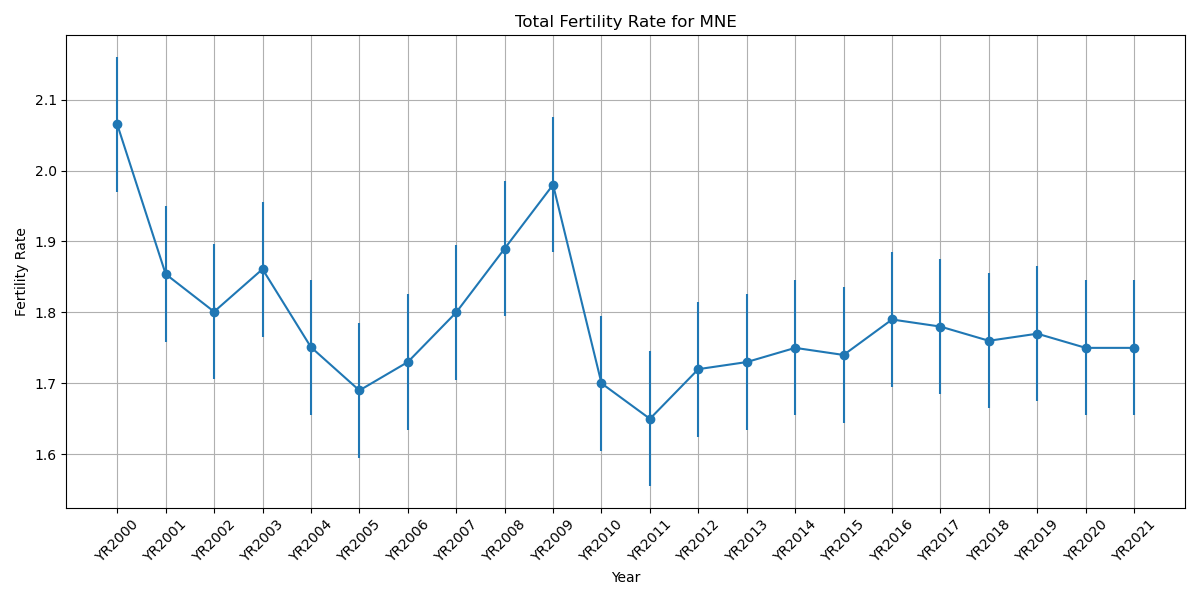 Total Fertility Rate for MNE
Fertility Rate
2.1
2.0
1.9
1.8
1.7
1.6
YR2000
YR2001
YR2002
YR2003
YR2004
YR2005
YR2006
YR2007
YR2008
YR2009
YR2010
YR2011
YR2012
YR2013
YR2014
YR2015
YR2016
YR2017
YR2018
YR2019
YR2020
YR2021
Year